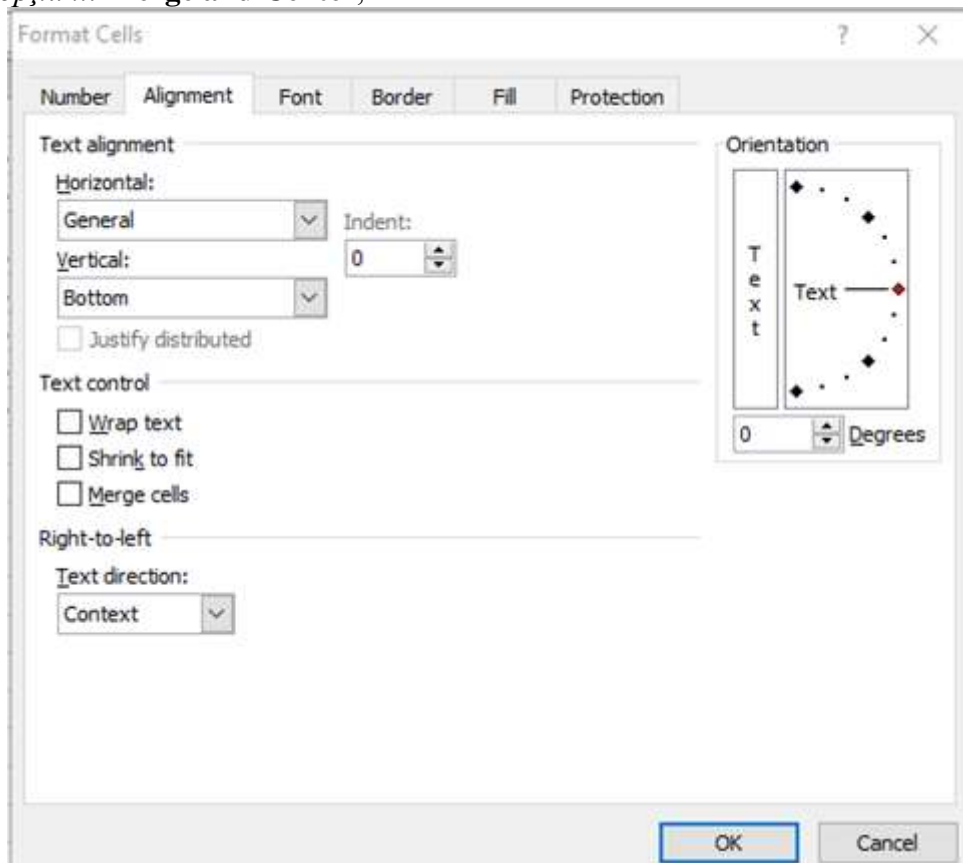 Format Cells ? ×
Number Alignment Font Border Fill Protection
Text alignment
Horizontal:
General
Indent:
0
Vertical:
Bottom
Justify distributed
Text control
Wrap text
Shrink to fit
Merge cells
Right-to-left
Text direction:
Context
Orientation
Text
Text
0 Degrees
OK Cancel